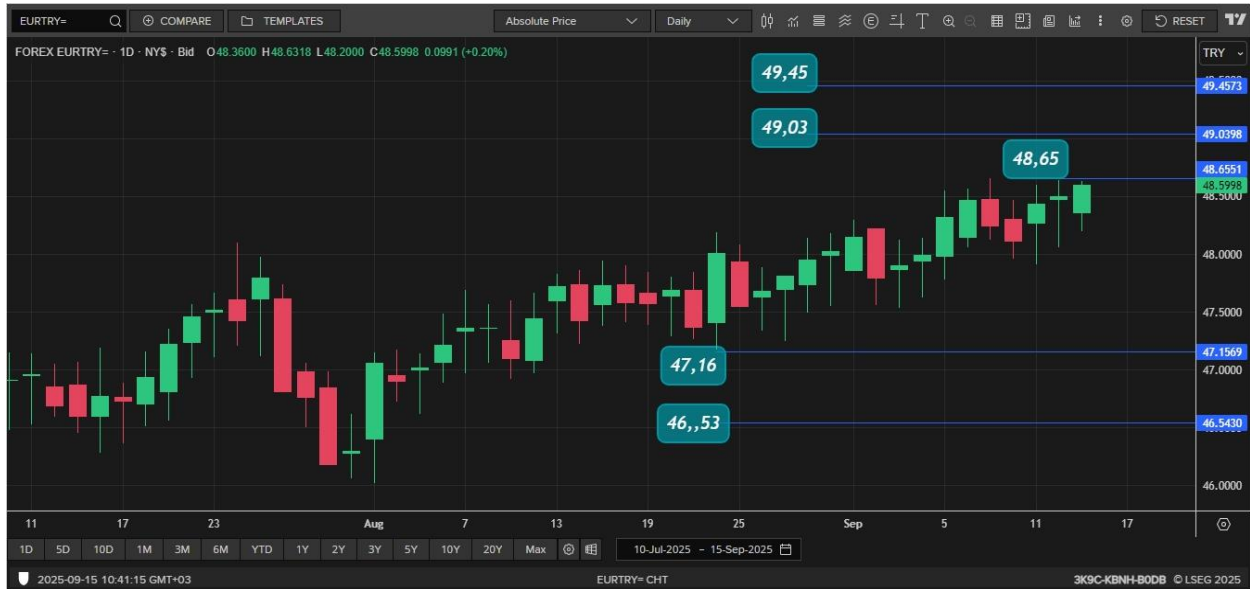 EURTRY=
COMPARE
TEMPLATES
Absolute Price
Daily
RESET
FOREX EURTRY= · 1D · NY$ · Bid O48.3600 H48.6318 L48.2000 C48.5998 0.0991 (+0.20%)
TRY
49,45
49.4573
49,03
49.0398
48,65
48.6551
48.5998
48.5000
48.0000
47.5000
47,16
47.1569
47.0000
46,,53
46.5430
46.0000
11 17 23 Aug 7 13 19 25 Sep 5 11 17
1D 5D 10D 1M 3M 6M YTD 1Y 2Y 3Y 5Y 10Y 20Y Max 10-Jul-2025 - 15-Sep-2025
2025-09-15 10:41:15 GMT+03 EURTRY= CHT 3K9C-KBNH-B0DB © LSEG 2025